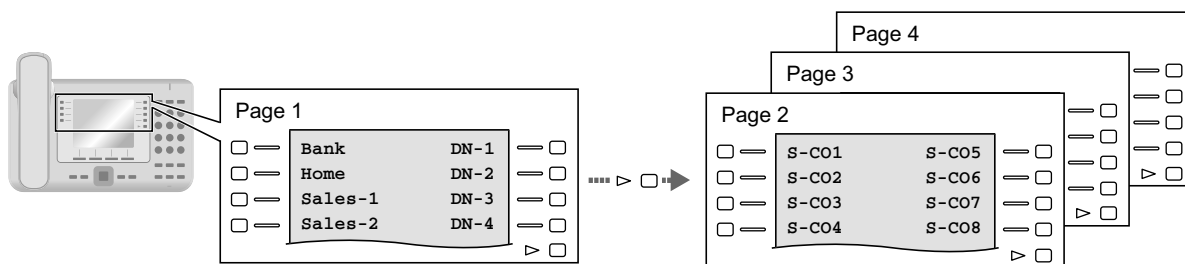 Page 1
Bank DN-1
Home DN-2
Sales-1 DN-3
Sales-2 DN-4
Page 4
Page 3
Page 2
S-CO1 S-CO5
S-CO2 S-CO6
S-CO3 S-CO7
S-CO4 S-CO8